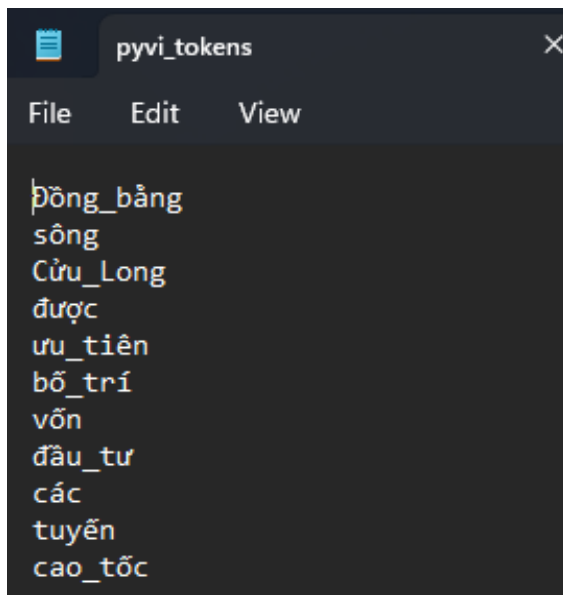 pyvi_tokens
File Edit View
Đồng_bằng
sông
Cửu_Long
được
ưu_tiên
bố_trí
vốn
đầu_tư
các
tuyến
cao_tốc